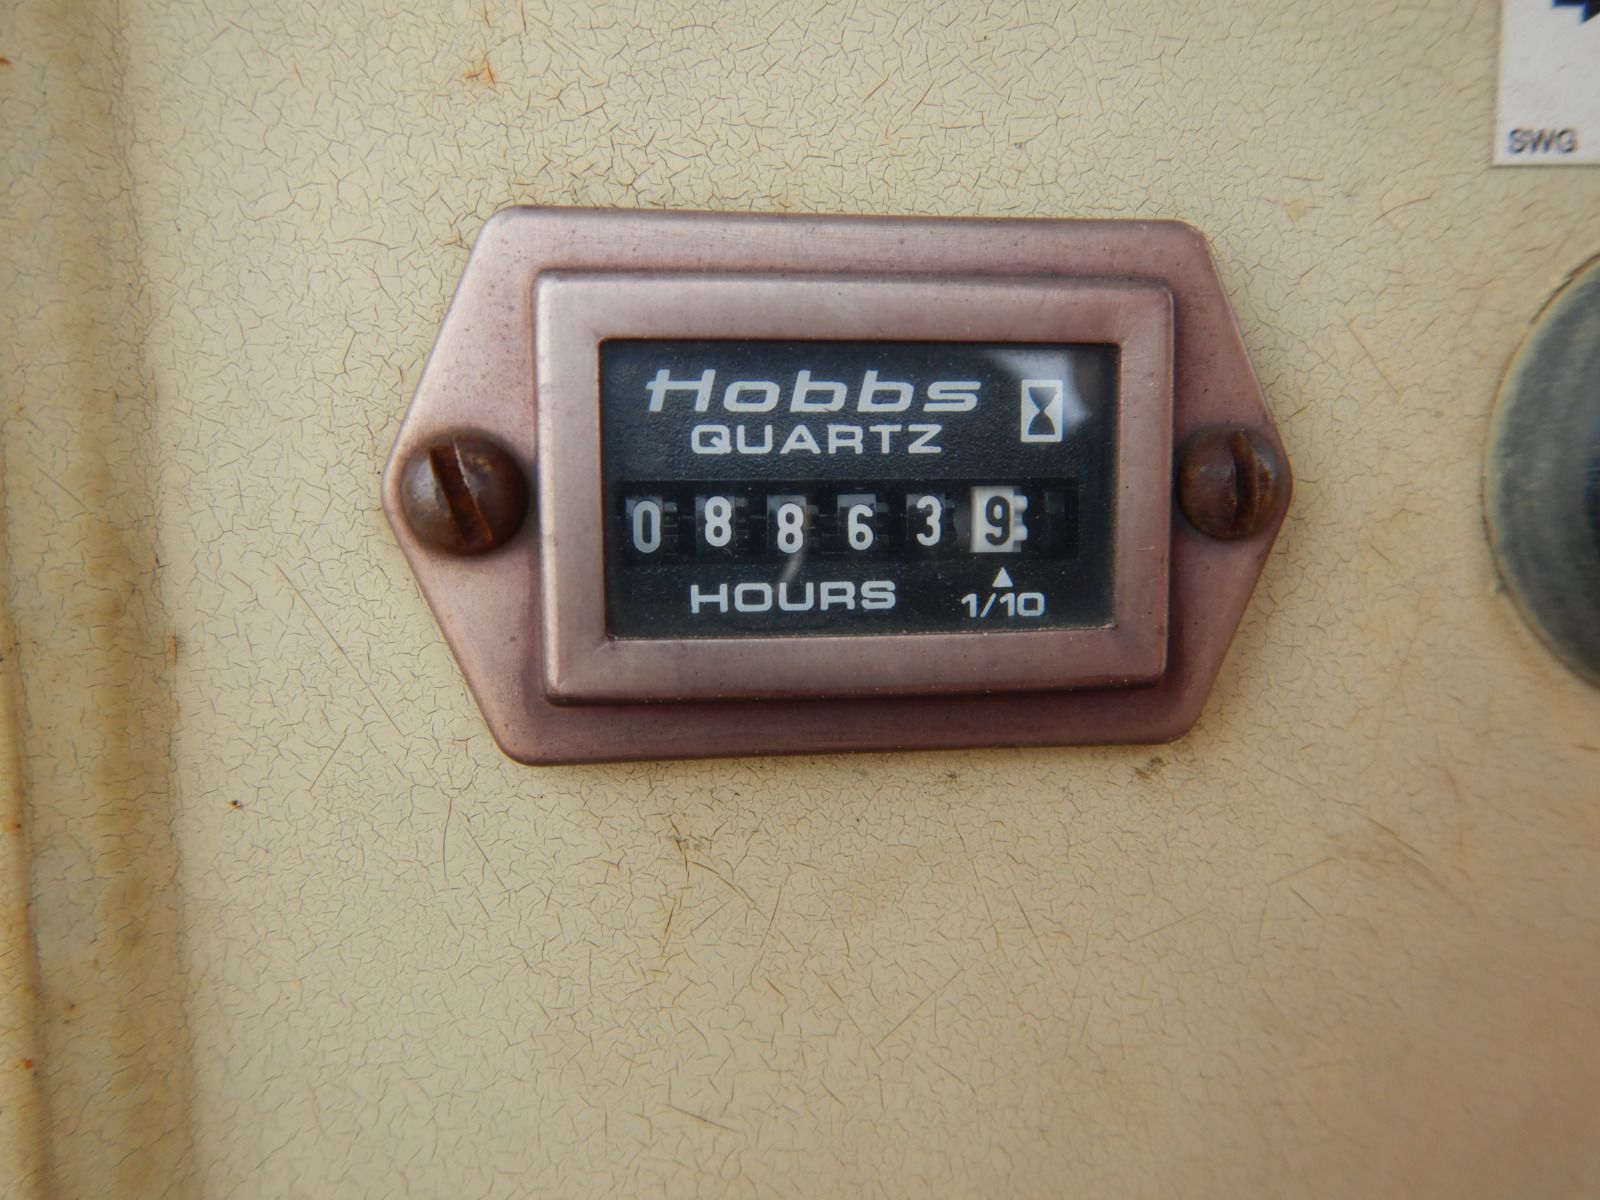 SWG
Hobbs
QUARTZ
088639
HOURS
1/10